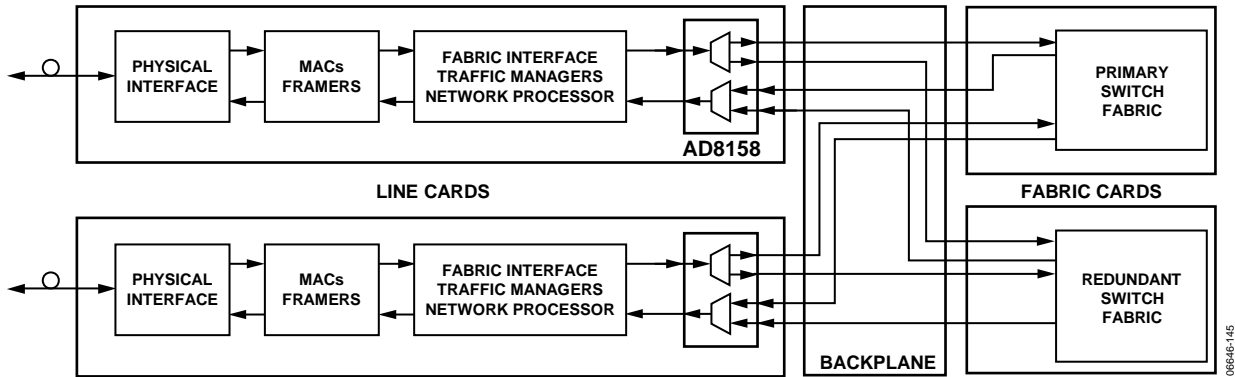 PHYSICAL
INTERFACE
MACs
FRAMERS
FABRIC INTERFACE
TRAFFIC MANAGERS
NETWORK PROCESSOR
AD8158
PRIMARY
SWITCH
FABRIC
LINE CARDS
FABRIC CARDS
PHYSICAL
INTERFACE
MACs
FRAMERS
FABRIC INTERFACE
TRAFFIC MANAGERS
NETWORK PROCESSOR
REDUNDANT
SWITCH
FABRIC
BACKPLANE
06646-145